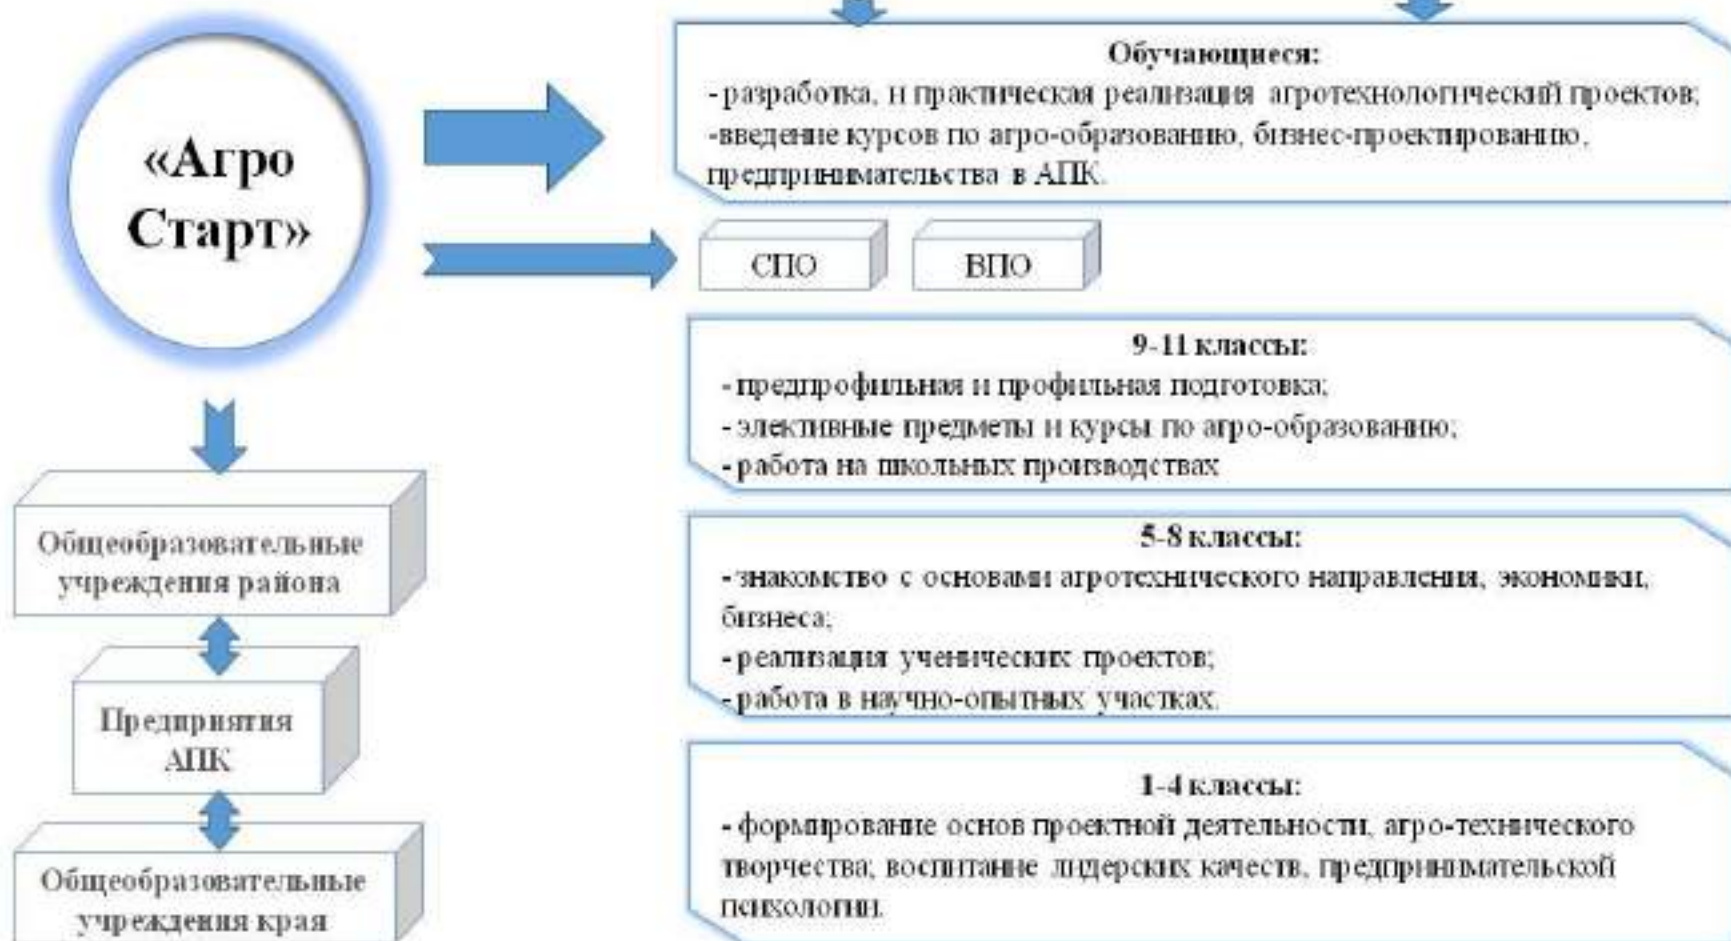 «Агро
Старт»
Обучающиеся:
- разработка, и практическая реализация агротехнологический проектов;
-введение курсов по агро-образованию, бизнес-проектированию,
предпринимательства в АПК.
СПО
ВПО
9-11 классы:
- предпрофильная и профильная подготовка;
- элективные предметы и курсы по агро-образованию;
- работа на школьных производствах
5-8 классы:
- знакомство с основами агротехнического направления, экономики,
бизнеса;
- реализация ученических проектов;
- работа в научно-опытных участках.
1-4 классы:
- формирование основ проектной деятельности, агро-технического
творчества; воспитание лидерских качеств, предпринимательской
психологии.
Общеобразовательные
учреждения района
Предприятия
АПК
Общеобразовательные
учреждения края